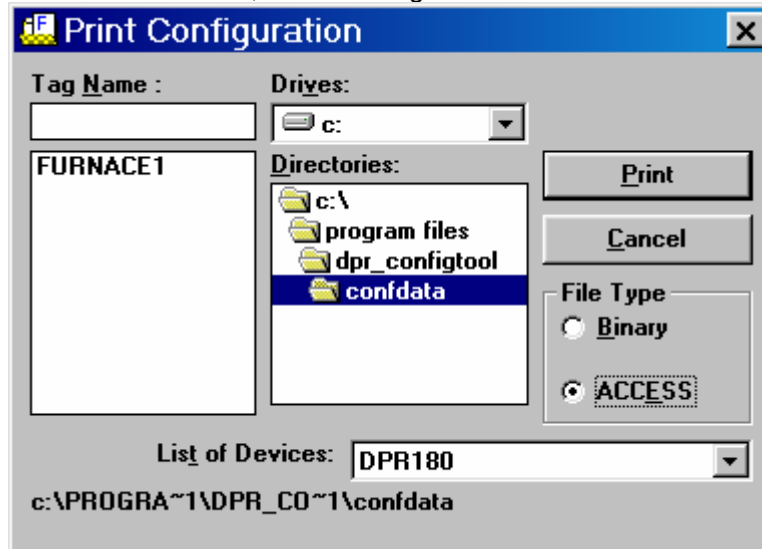 Print Configuration
Tag Name :
Drives:
c:
FURNACE1
Directories:
c:\
program files
dpr_configtool
confdata
Print
Cancel
File Type
Binary
ACCESS
List of Devices:
DPR180
c:\PROGRA~1\DPR_CO~1\confdata